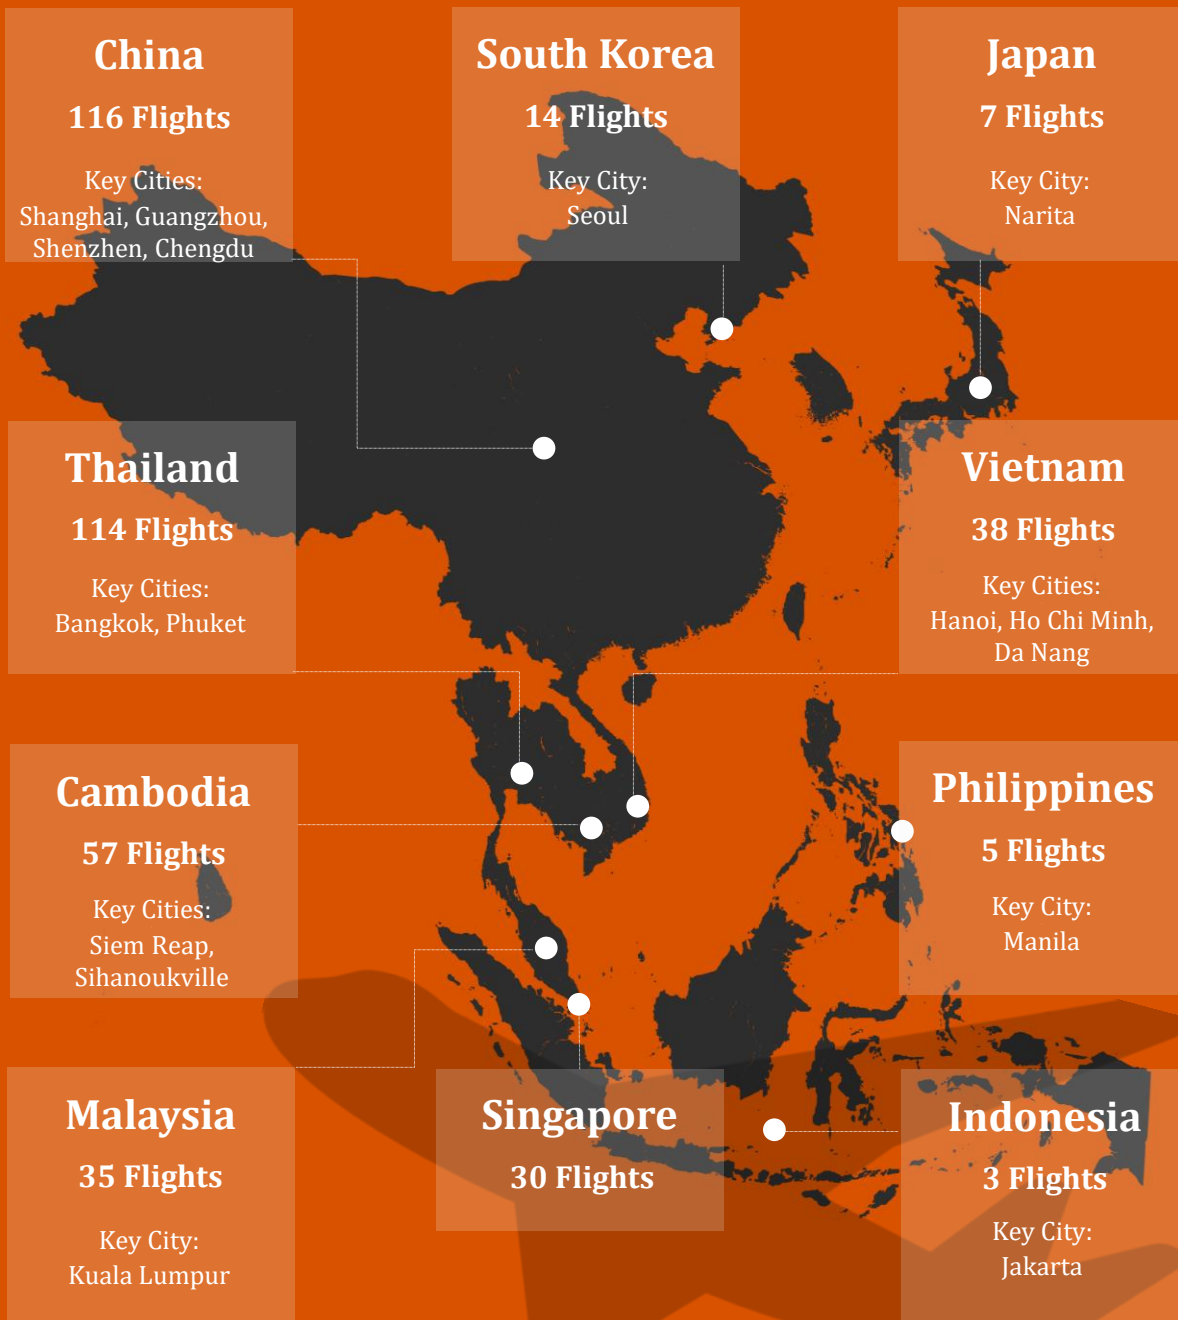 China
116 Flights
Key Cities:
Shanghai, Guangzhou,
Shenzhen, Chengdu
South Korea
14 Flights
Key City:
Seoul
Japan
7 Flights
Key City:
Narita
Thailand
114 Flights
Key Cities:
Bangkok, Phuket
Vietnam
38 Flights
Key Cities:
Hanoi, Ho Chi Minh,
Da Nang
Cambodia
57 Flights
Key Cities:
Siem Reap,
Sihanoukville
Philippines
5 Flights
Key City:
Manila
Malaysia
35 Flights
Key City:
Kuala Lumpur
Singapore
30 Flights
Indonesia
3 Flights
Key City:
Jakarta